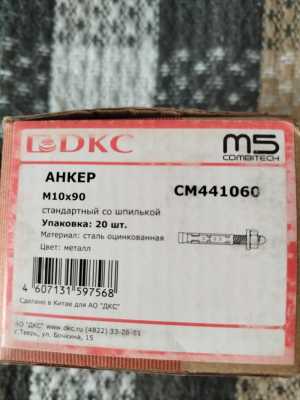 DKC
M5
COMBITECH
АНКЕР
M10x90
CM441060
стандартный со шпилькой
Упаковка: 20 шт.
Материал: сталь оцинкованная
Цвет: металл
4 607131 597568
Сделано в Китае для АО "ДКС"
АО "ДКС" www.dkc.ru (4822) 33-28-81
г.Тверь, ул. Бочкина, 15